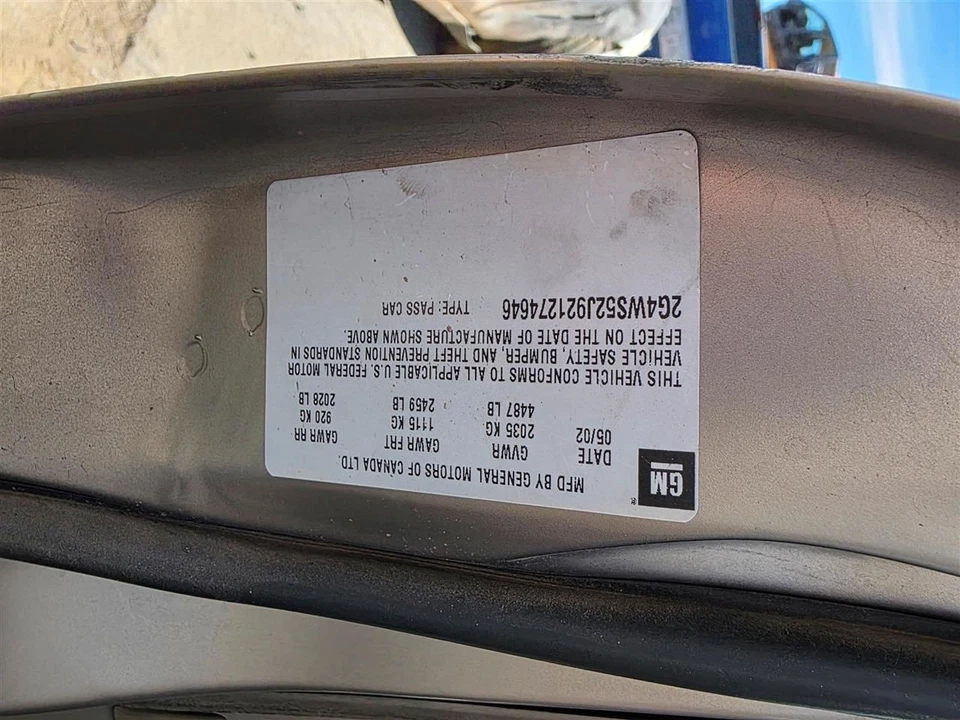 GM
MFD BY GENERAL MOTORS OF CANADA LTD.
DATE GVWR GAWR FRT GAWR RR
05/02 2035 KG 1115 KG 920 KG
4487 LB 2459 LB 2028 LB
THIS VEHICLE CONFORMS TO ALL APPLICABLE U.S. FEDERAL MOTOR
VEHICLE SAFETY, BUMPER, AND THEFT PREVENTION STANDARDS IN
EFFECT ON THE DATE OF MANUFACTURE SHOWN ABOVE.
2G4WS52J921274646 TYPE: PASS CAR